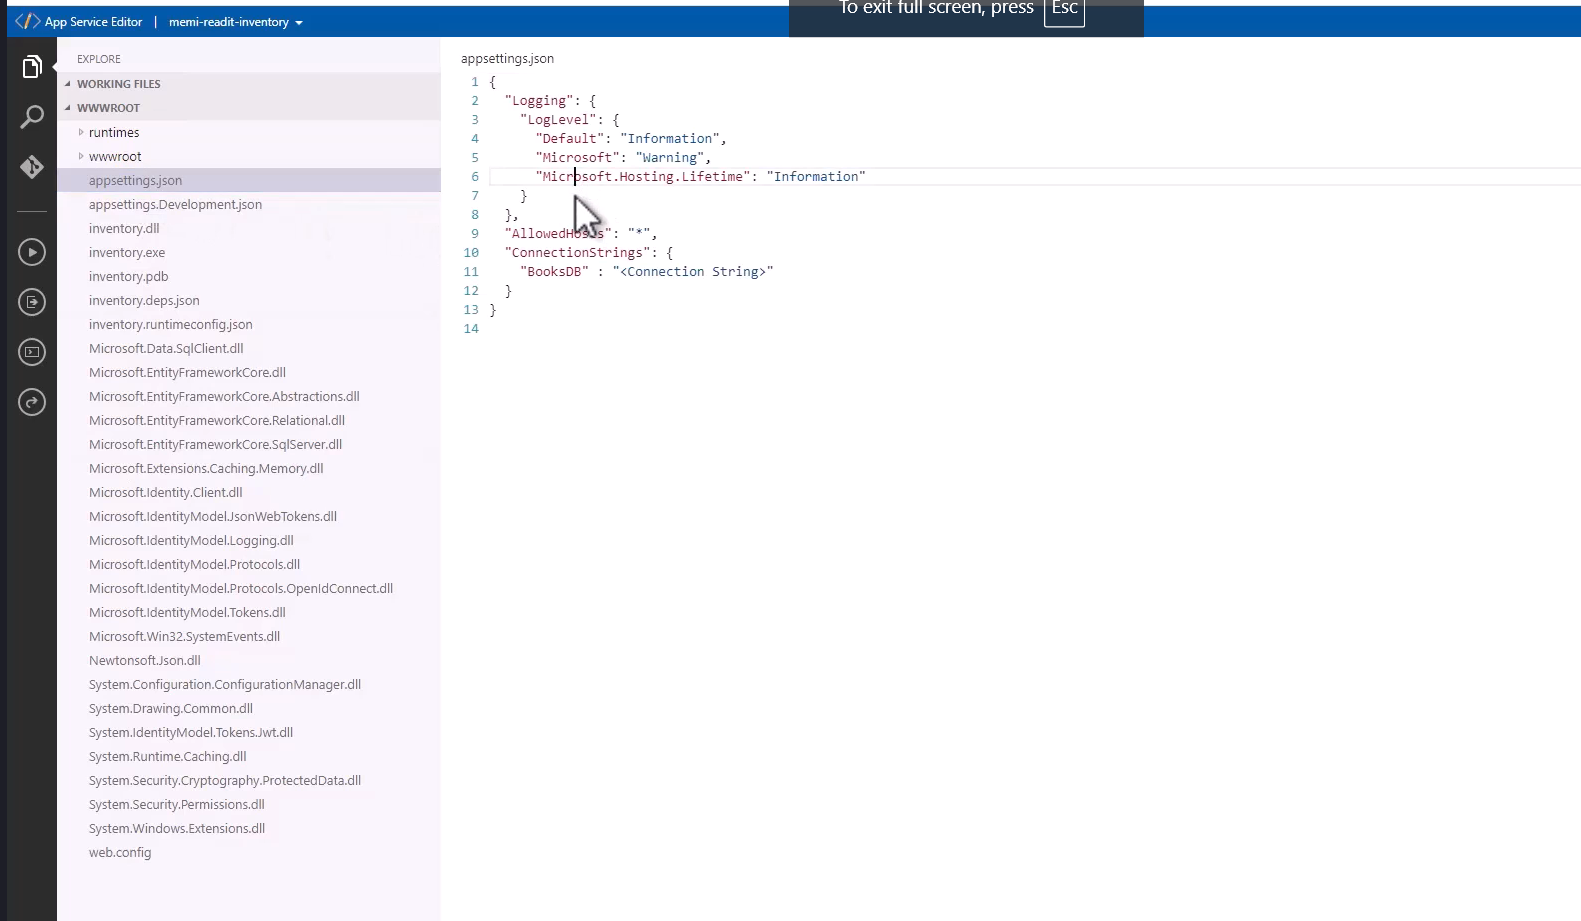 To exit full screen, press Esc
App Service Editor | memi-readit-inventory
EXPLORE
WORKING FILES
WWWROOT
runtimes
wwwroot
appsettings.json
appsettings.Development.json
inventory.dll
inventory.exe
inventory.pdb
inventory.deps.json
inventory.runtimeconfig.json
Microsoft.Data.SqlClient.dll
Microsoft.EntityFrameworkCore.dll
Microsoft.EntityFrameworkCore.Abstractions.dll
Microsoft.EntityFrameworkCore.Relational.dll
Microsoft.EntityFrameworkCore.SqlServer.dll
Microsoft.Extensions.Caching.Memory.dll
Microsoft.Identity.Client.dll
Microsoft.IdentityModel.JsonWebTokens.dll
Microsoft.IdentityModel.Logging.dll
Microsoft.IdentityModel.Protocols.dll
Microsoft.IdentityModel.Protocols.OpenIdConnect.dll
Microsoft.IdentityModel.Tokens.dll
Microsoft.Win32.SystemEvents.dll
Newtonsoft.Json.dll
System.Configuration.ConfigurationManager.dll
System.Drawing.Common.dll
System.IdentityModel.Tokens.Jwt.dll
System.Runtime.Caching.dll
System.Security.Cryptography.ProtectedData.dll
System.Security.Permissions.dll
System.Windows.Extensions.dll
web.config
appsettings.json
1 {
2 "Logging": {
3 "LogLevel": {
4 "Default": "Information",
5 "Microsoft": "Warning",
6 "Microsoft.Hosting.Lifetime": "Information"
7 }
8 },
9 "AllowedHosts": "*",
10 "ConnectionStrings": {
11 "BooksDB" : "<Connection String>"
12 }
13 }
14